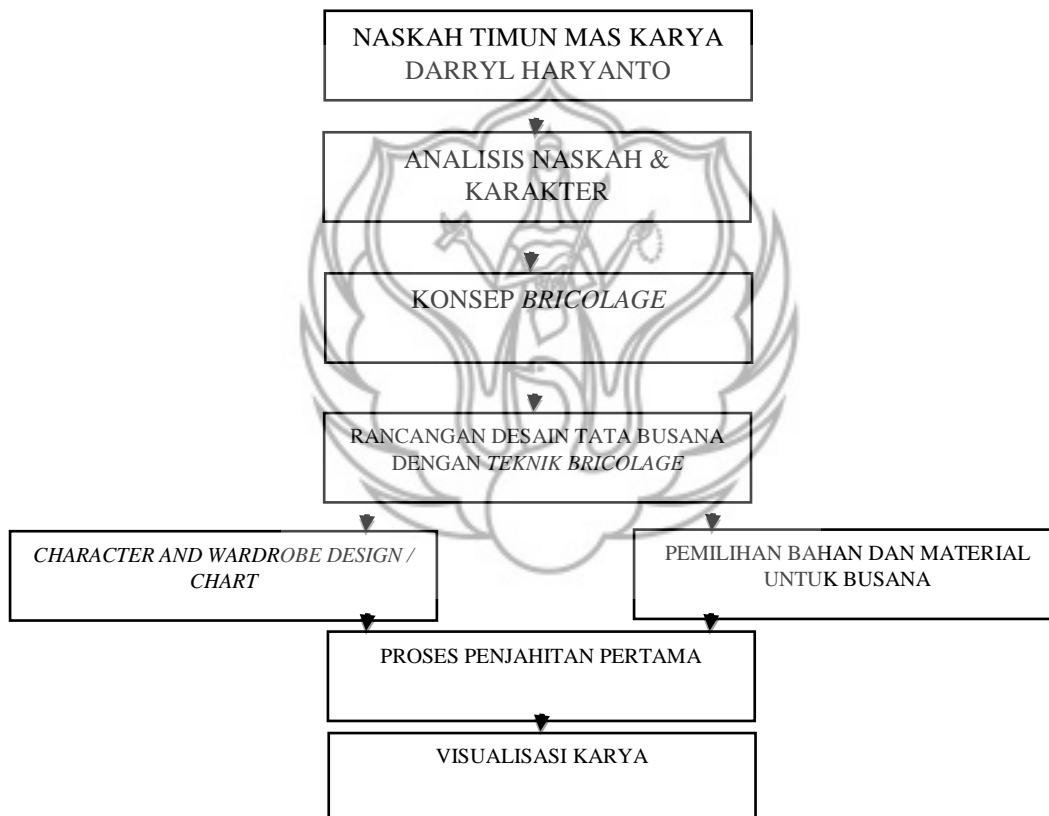 NASKAH TIMUN MAS KARYA
DARRYL HARYANTO
ANALISIS NASKAH &
KARAKTER
KONSEP BRICOLAGE
RANCANGAN DESAIN TATA BUSANA
DENGAN TEKNIK BRICOLAGE
CHARACTER AND WARDROBE DESIGN /
CHART
PEMILIHAN BAHAN DAN MATERIAL
UNTUK BUSANA
PROSES PENJAHITAN PERTAMA
VISUALISASI KARYA